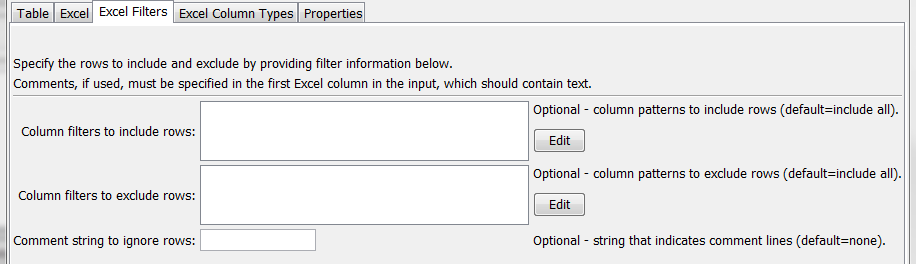 Table Excel Excel Filters Excel Column Types Properties
Specify the rows to include and exclude by providing filter information below.
Comments, if used, must be specified in the first Excel column in the input, which should contain text.
Column filters to include rows: Optional - column patterns to include rows (default=include all).
Edit
Column filters to exclude rows: Optional - column patterns to exclude rows (default=include all).
Edit
Comment string to ignore rows: Optional - string that indicates comment lines (default=none).